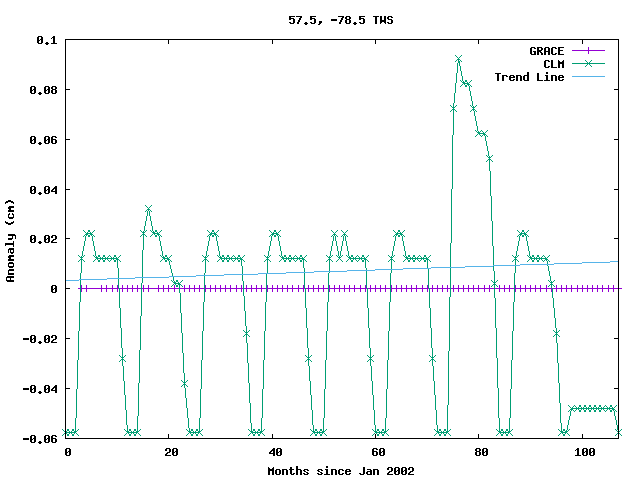 57.5, -78.5 TWS
GRACE
CLM
Trend Line
Anomaly (cm)
0.1
0.08
0.06
0.04
0.02
0
-0.02
-0.04
-0.06
0 20 40 60 80 100
Months since Jan 2002